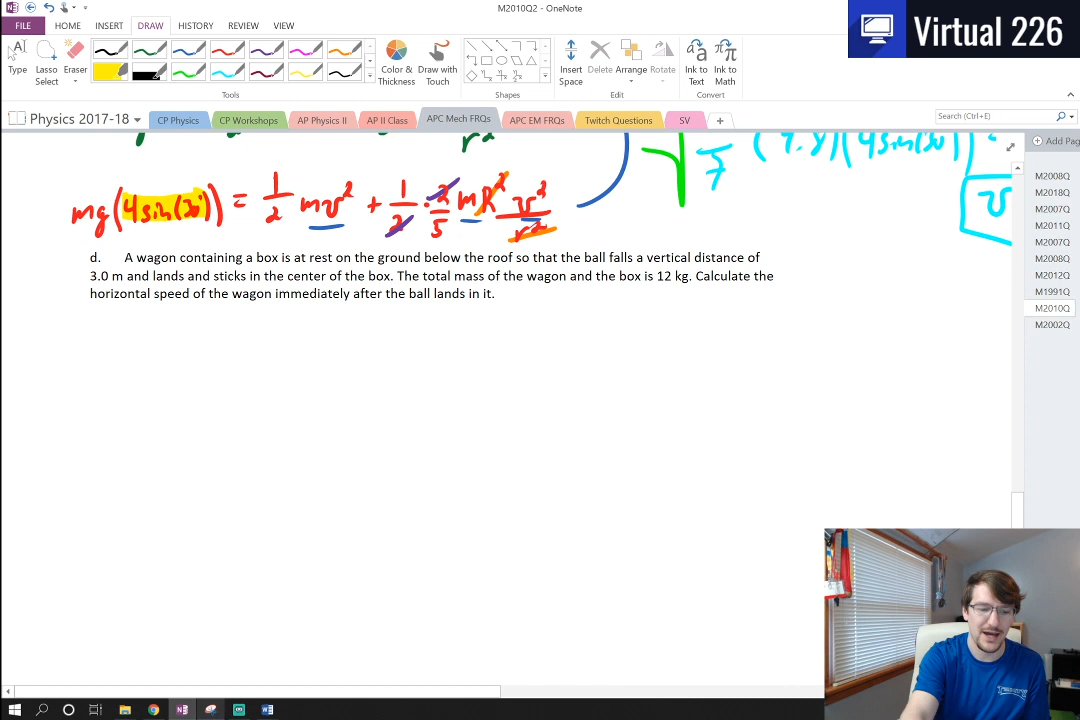 M2010Q2 - OneNote
Virtual 226
FILE HOME INSERT DRAW HISTORY REVIEW VIEW
Type Lasso Select Eraser Color & Thickness Draw with Touch Insert Space Delete Arrange Rotate Ink to Text Ink to Math
Tools Shapes Edit Convert
Physics 2017-18 CP Physics CP Workshops AP Physics II AP II Class APC Mech FRQs APC EM FRQs Twitch Questions SV + Search (Ctrl+E)
Add Pag
r²
7 (9.8)(4sin(30)
v
mg(4sin(30°)) = 1/2 mv² + 1/2 · 2/5 mR² v²/r²
d. A wagon containing a box is at rest on the ground below the roof so that the ball falls a vertical distance of
3.0 m and lands and sticks in the center of the box. The total mass of the wagon and the box is 12 kg. Calculate the
horizontal speed of the wagon immediately after the ball lands in it.
M2008Q
M2018Q
M2007Q
M2011Q
M2007Q
M2008Q
M2012Q
M1991Q
M2010Q
M2002Q